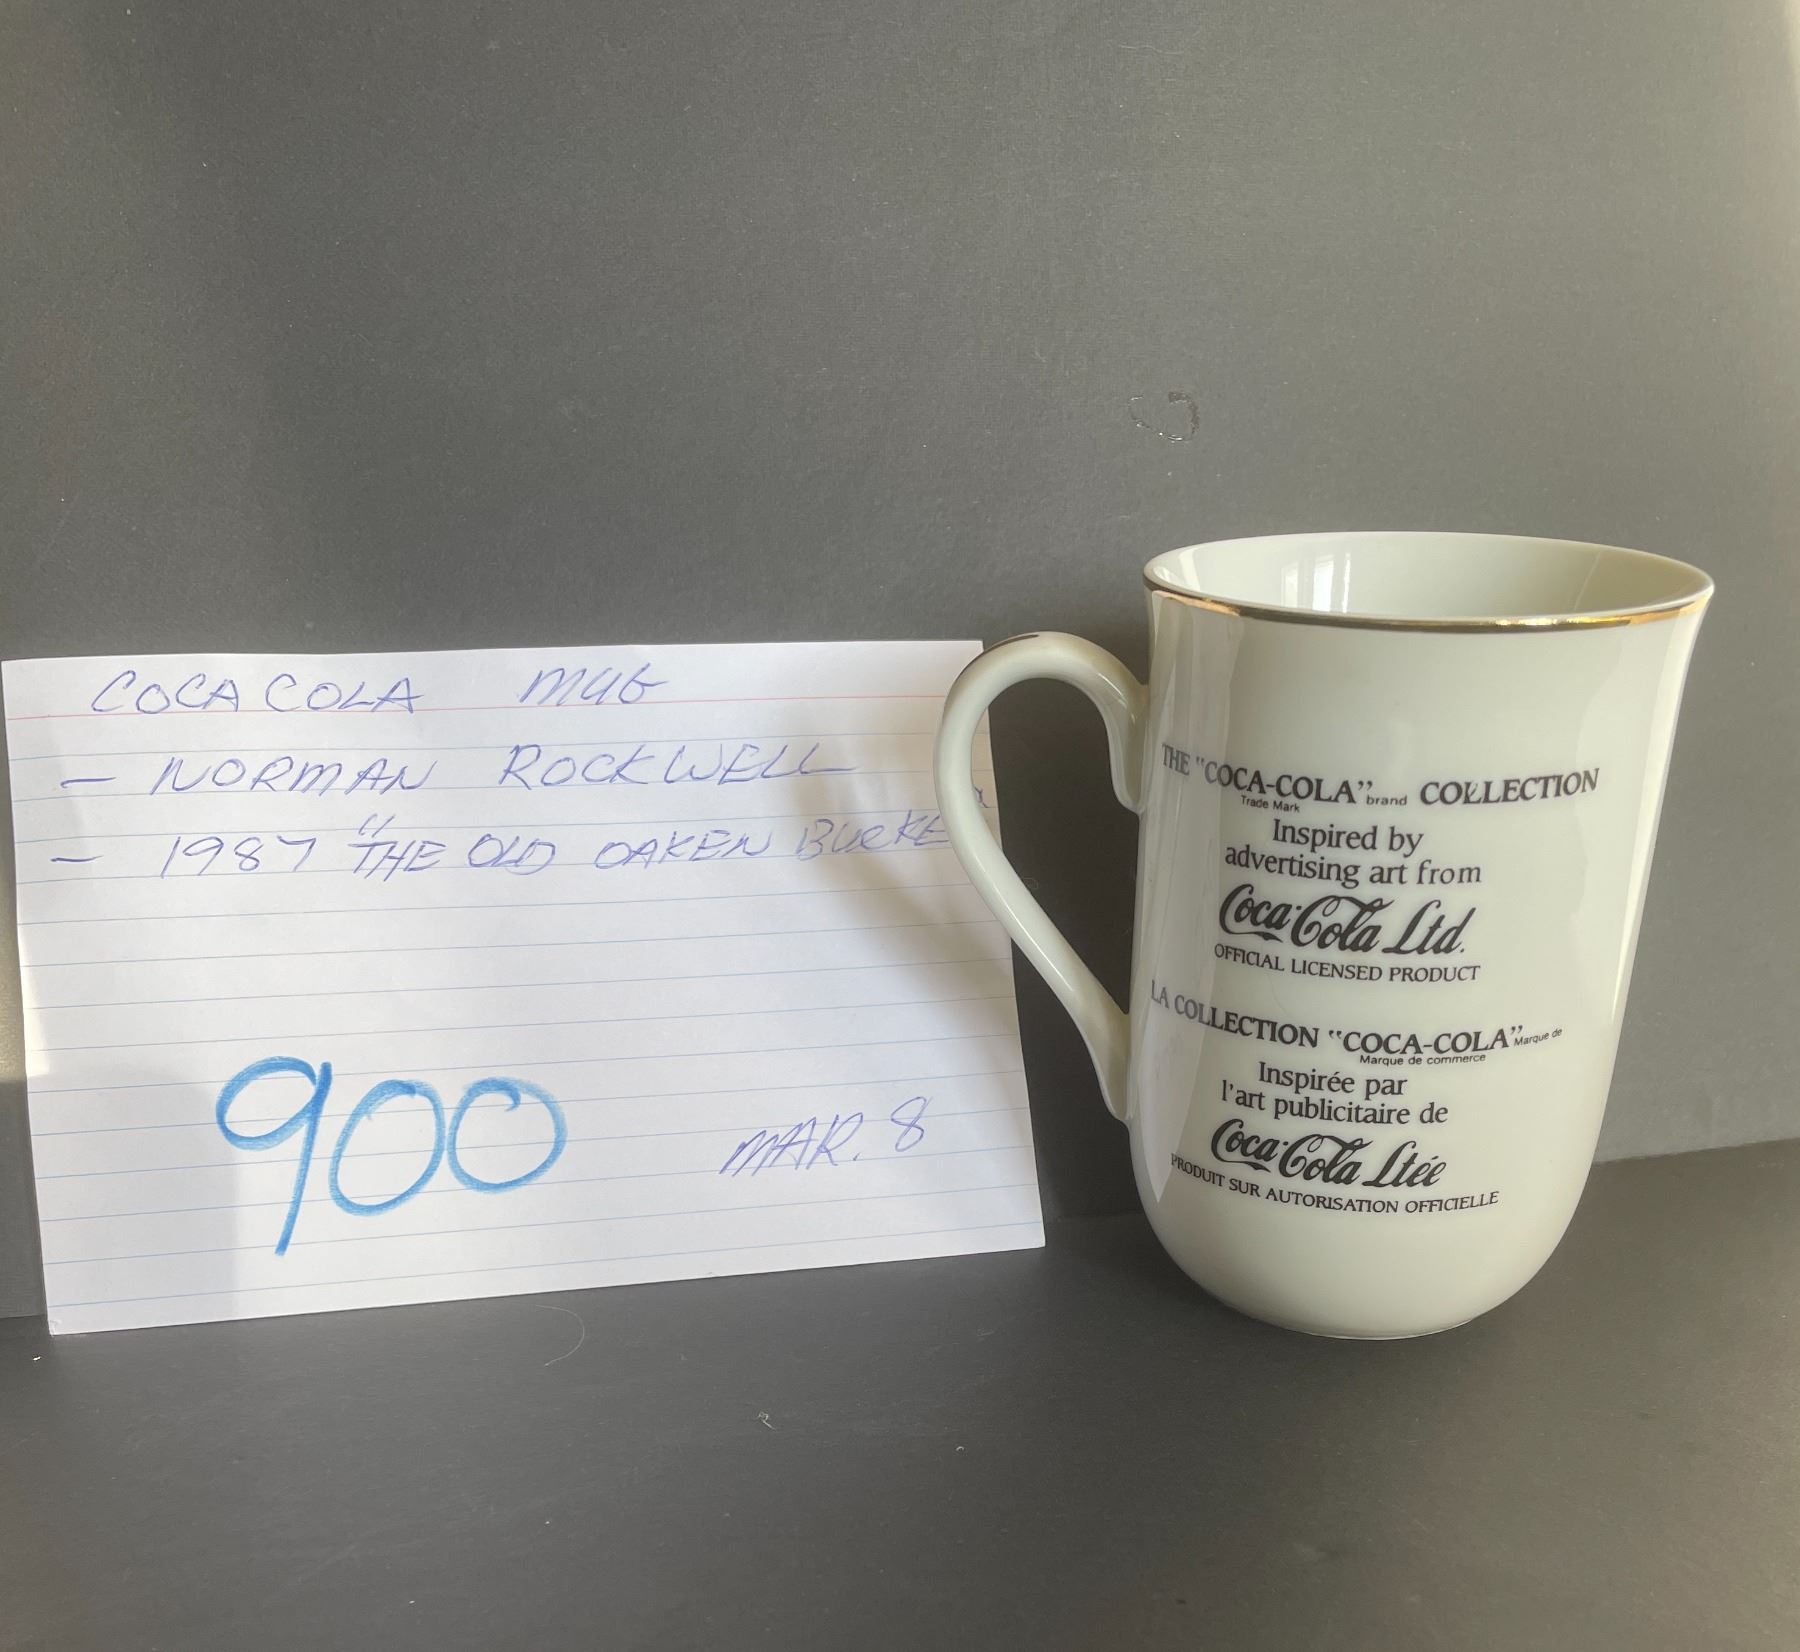 COCA COLA MUG
- NORMAN ROCKWELL
- 1987 "THE OLD OAKEN BUCKE
900
MAR. 8
THE "COCA-COLA" brand COLLECTION
Trade Mark
Inspired by
advertising art from
Coca-Cola Ltd.
OFFICIAL LICENSED PRODUCT
LA COLLECTION "COCA-COLA" Marque de
Marque de commerce
Inspirée par
l'art publicitaire de
Coca-Cola Ltée
PRODUIT SUR AUTORISATION OFFICIELLE